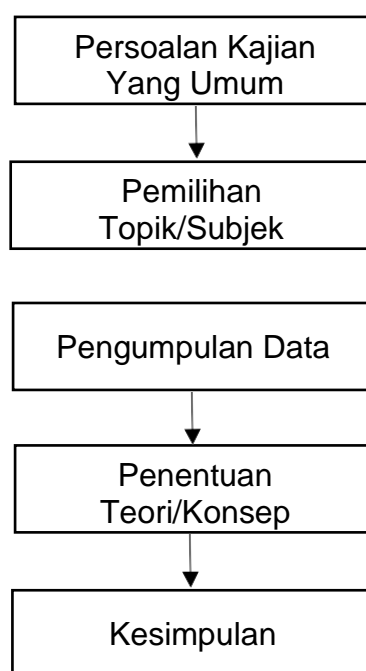 Persoalan Kajian
Yang Umum
Pemilihan
Topik/Subjek
Pengumpulan Data
Penentuan
Teori/Konsep
Kesimpulan